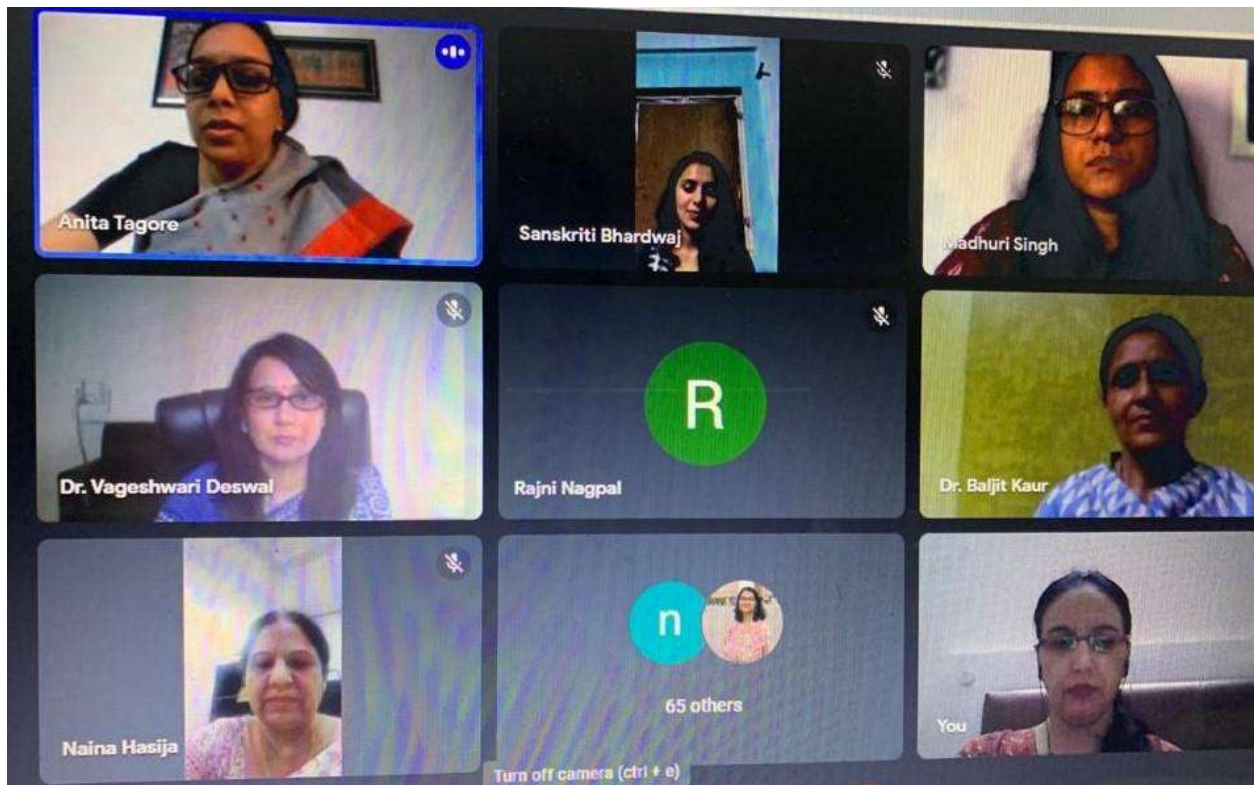 Anita Tagore
Sanskriti Bhardwaj
Madhuri Singh
Dr. Vageshwari Deswal
R
Rajni Nagpal
Dr. Baljit Kaur
Naina Hasija
n
65 others
You
Turn off camera (ctrl + e)